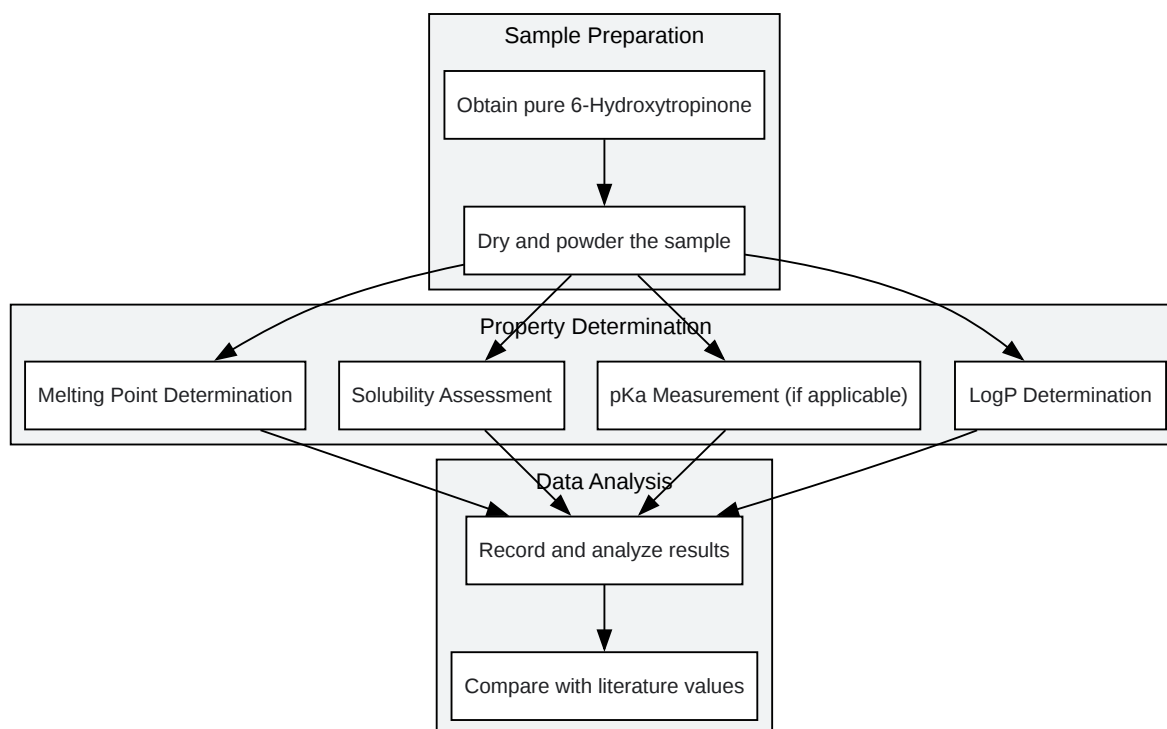 Sample Preparation
Obtain pure 6-Hydroxytropinone
Dry and powder the sample
Property Determination
Melting Point Determination
Solubility Assessment
pKa Measurement (if applicable)
LogP Determination
Data Analysis
Record and analyze results
Compare with literature values